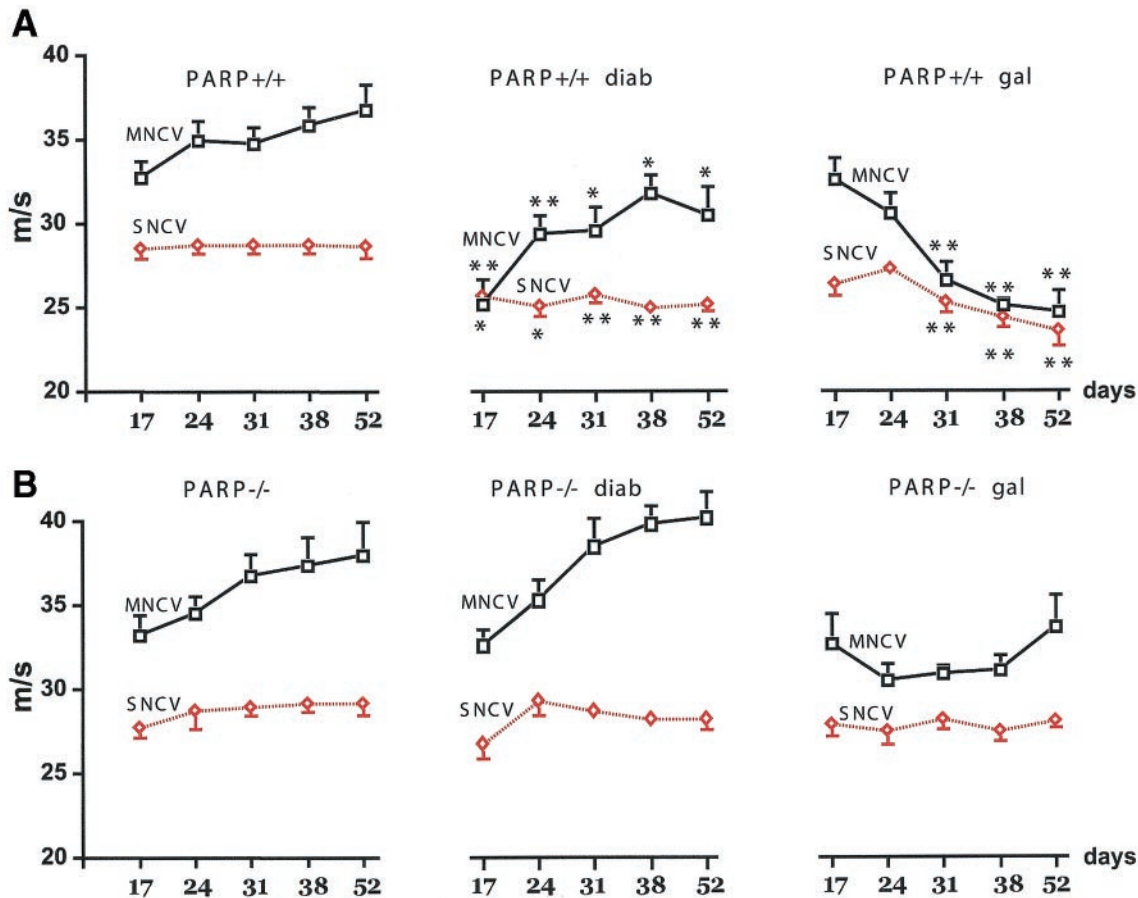 A
40
PARP+/+
PARP+/+ diab
PARP+/+ gal
35
MNCV
MNCV
*
*
** *
m/s
30
SNCV
MNCV
SNCV
**
SNCV
** ** **
25
* * ** ** **
** ** **
20
17 24 31 38 52
17 24 31 38 52
17 24 31 38 52
days
B
PARP-/-
PARP-/- diab
PARP-/- gal
40
35
MNCV
MNCV
MNCV
m/s
30
SNCV
SNCV
SNCV
25
20
17 24 31 38 52
17 24 31 38 52
17 24 31 38 52
days